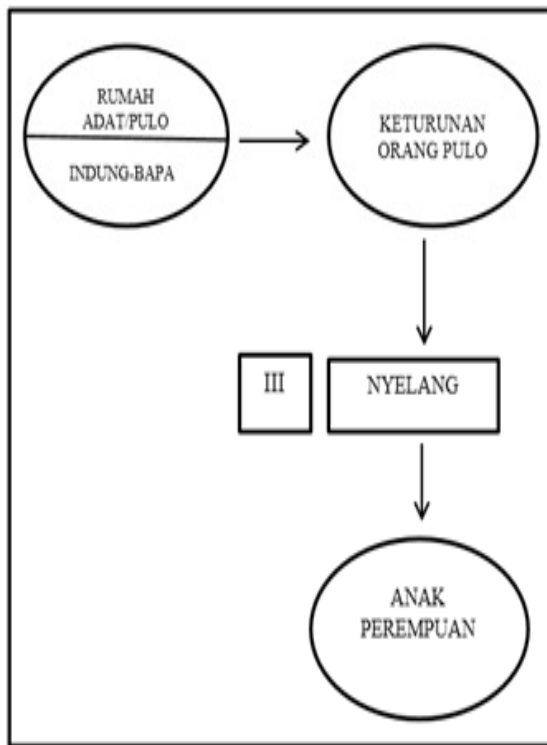 RUMAH
ADAT/PULO
INDUNG-BAPA
KETURUNAN
ORANG PULO
III
NYELANG
ANAK
PEREMPUAN